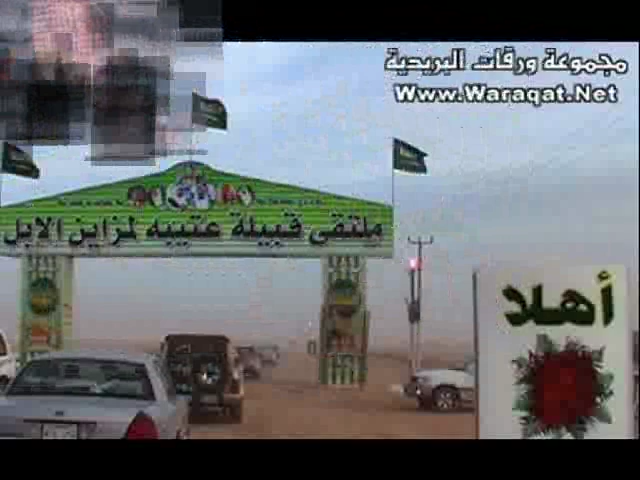 مجموعة ورقات البريدية
Www.Waraqat.Net
ملتقى قبيلة عتيبه لمزاين الابل
أهلا